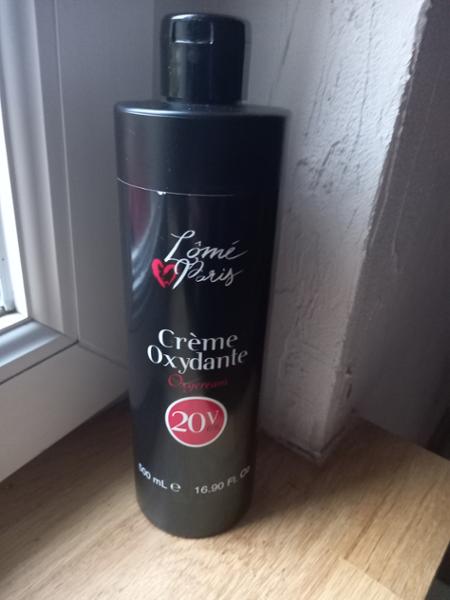 Lômé
Paris
Crème
Oxydante
Oxycream
20V
500 mL e 16.90 Fl. Oz